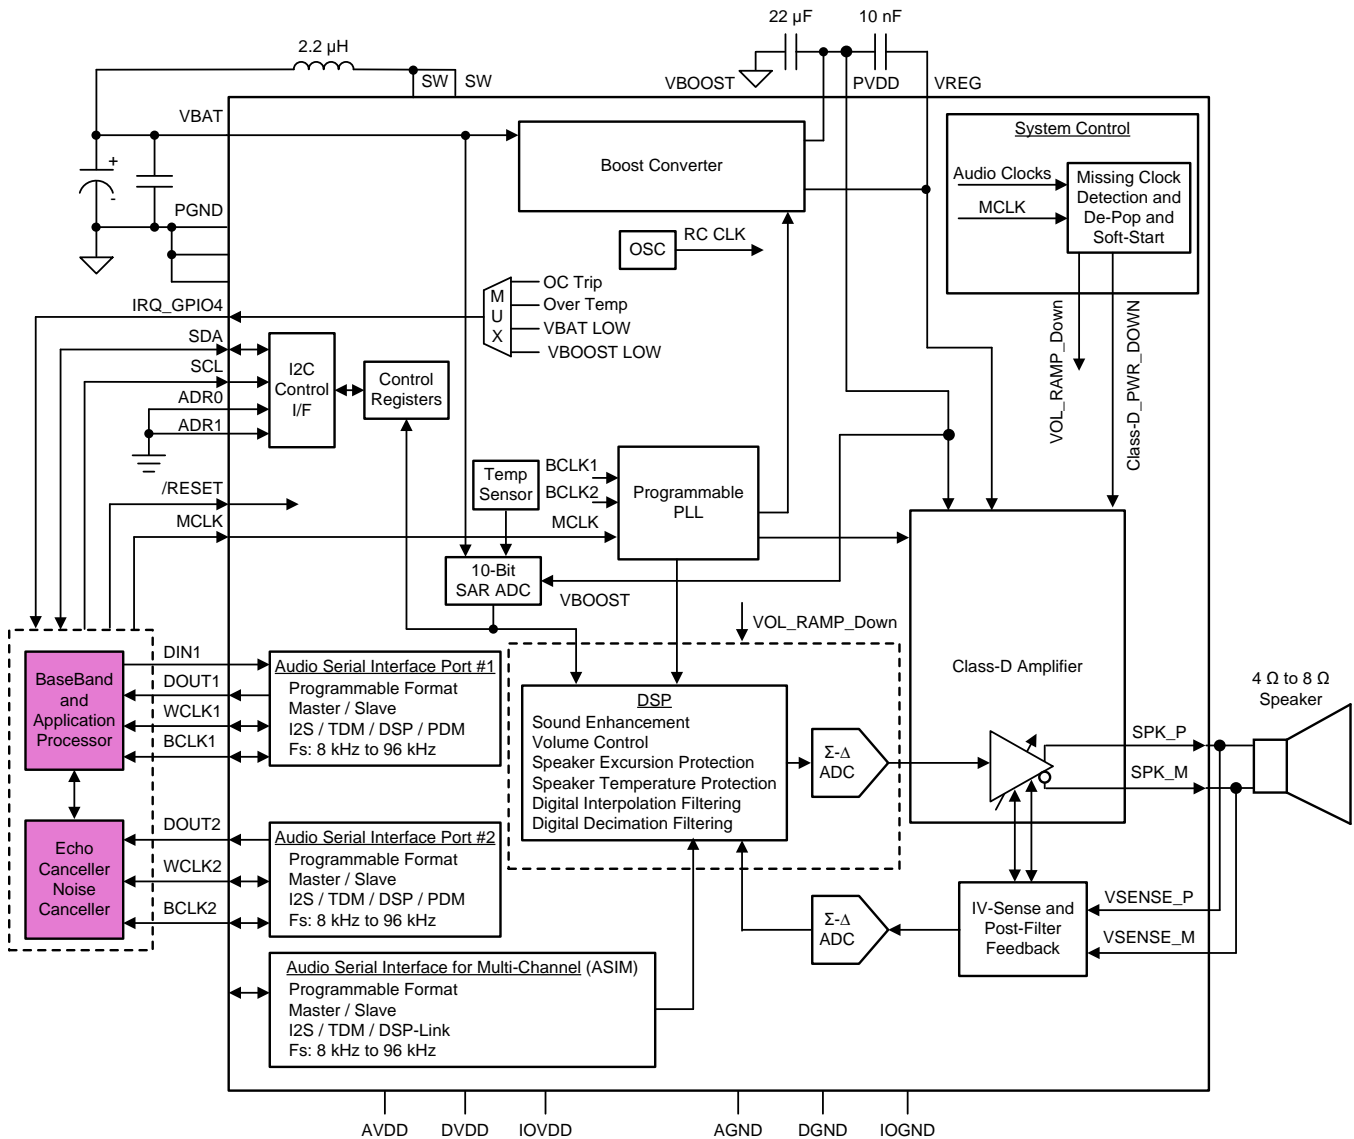 22 µF
10 nF
2.2 µH
SW
SW
VBOOST
PVDD
VREG
VBAT
+
-
PGND
Boost Converter
System Control
Audio Clocks
MCLK
Missing Clock
Detection and
De-Pop and
Soft-Start
OSC
RC CLK
M
U
X
OC Trip
Over Temp
VBAT LOW
VBOOST LOW
VOL_RAMP_Down
Class-D_PWR_DOWN
IRQ_GPIO4
SDA
SCL
ADR0
ADR1
I2C
Control
I/F
Control
Registers
/RESET
MCLK
Temp
Sensor
BCLK1
BCLK2
MCLK
Programmable
PLL
10-Bit
SAR ADC
VBOOST
VOL_RAMP_Down
Class-D Amplifier
BaseBand
and
Application
Processor
DIN1
DOUT1
WCLK1
BCLK1
Audio Serial Interface Port #1
Programmable Format
Master / Slave
I2S / TDM / DSP / PDM
Fs: 8 kHz to 96 kHz
DSP
Sound Enhancement
Volume Control
Speaker Excursion Protection
Speaker Temperature Protection
Digital Interpolation Filtering
Digital Decimation Filtering
Σ-Δ
ADC
SPK_P
SPK_M
4 Ω to 8 Ω
Speaker
Echo
Canceller
Noise
Canceller
DOUT2
WCLK2
BCLK2
Audio Serial Interface Port #2
Programmable Format
Master / Slave
I2S / TDM / DSP / PDM
Fs: 8 kHz to 96 kHz
Σ-Δ
ADC
IV-Sense and
Post-Filter
Feedback
VSENSE_P
VSENSE_M
Audio Serial Interface for Multi-Channel (ASIM)
Programmable Format
Master / Slave
I2S / TDM / DSP-Link
Fs: 8 kHz to 96 kHz
AVDD
DVDD
IOVDD
AGND
DGND
IOGND